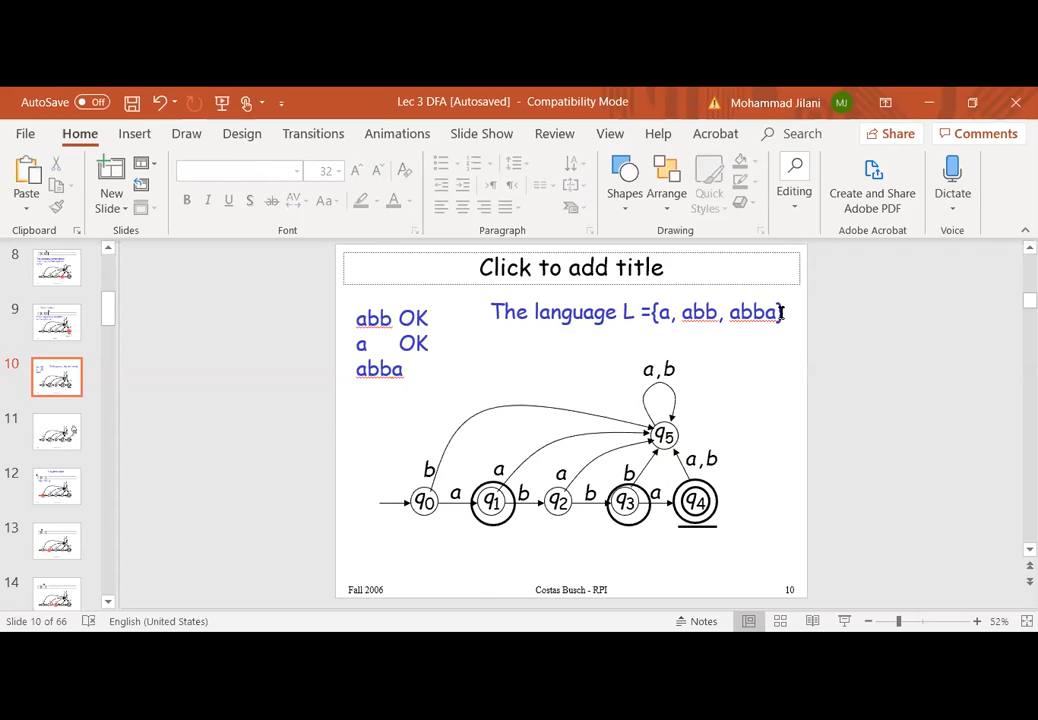 AutoSave Off
Lec 3 DFA [Autosaved] - Compatibility Mode
Mohammad Jilani MJ
File Home Insert Draw Design Transitions Animations Slide Show Review View Help Acrobat Search Share Comments
Paste
New
Slide
32
B I U S ab AV Aa A
Shapes
Arrange
Quick
Styles
Editing
Create and Share
Adobe PDF
Dictate
Clipboard Slides Font Paragraph Drawing Adobe Acrobat Voice
8
9
10
11
12
13
14
Click to add title
The language L ={a, abb, abba}
abb OK
a OK
abba
a,b
q5
b a a b a,b
q0 a q1 b q2 b q3 a q4
Fall 2006 Costas Busch - RPI 10
Slide 10 of 66 English (United States) Notes 52%